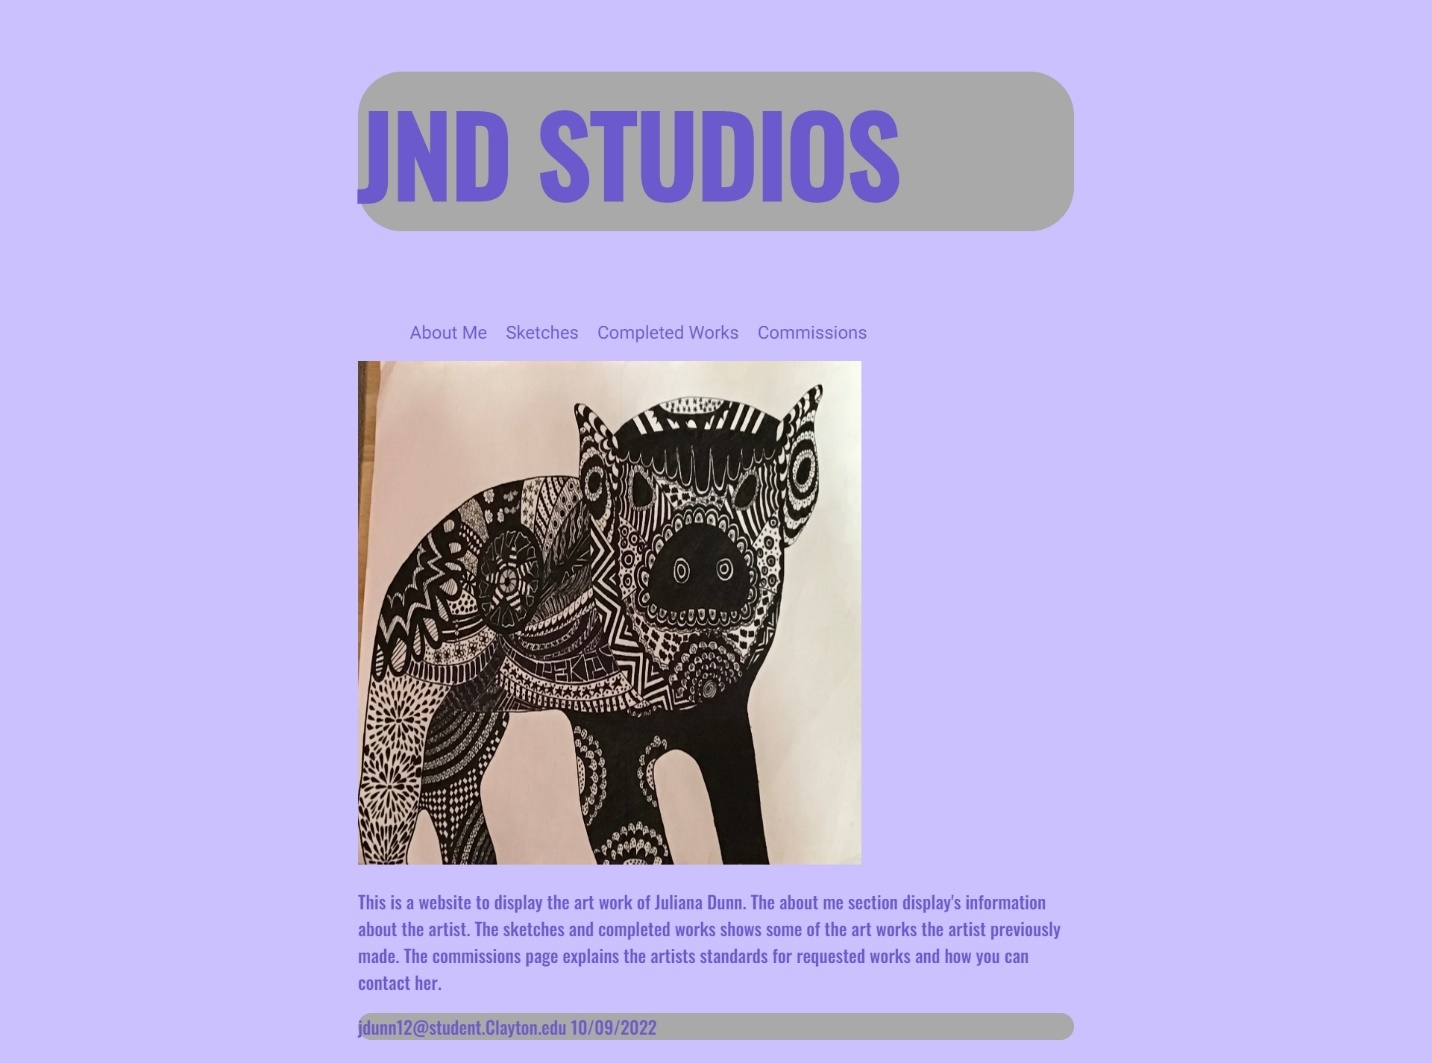 JND STUDIOS
About Me Sketches Completed Works Commissions
This is a website to display the art work of Juliana Dunn. The about me section display's information
about the artist. The sketches and completed works shows some of the art works the artist previously
made. The commissions page explains the artists standards for requested works and how you can
contact her.
jdunn12@student.Clayton.edu 10/09/2022